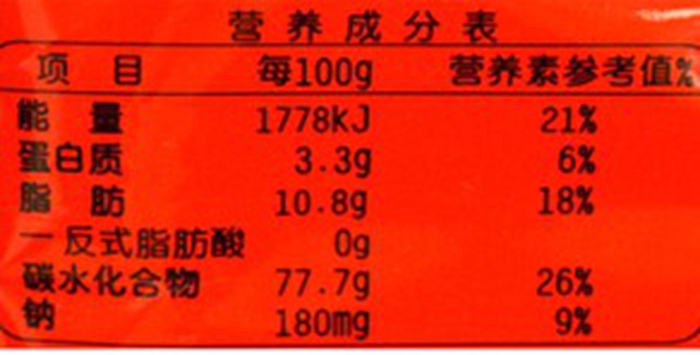 营养成分表
项 目 每100g 营养素参考值%
能 量 1778kJ 21%
蛋白质 3.3g 6%
脂 肪 10.8g 18%
一反式脂肪酸 0g
碳水化合物 77.7g 26%
钠 180mg 9%